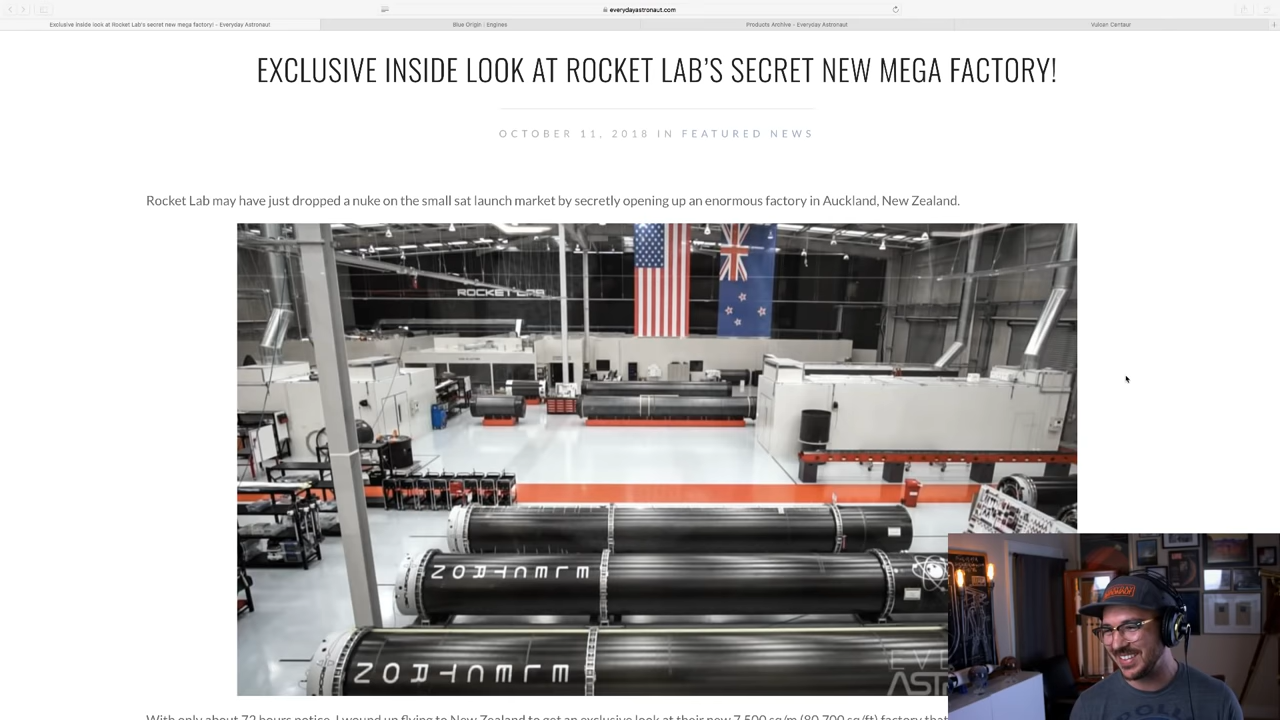 everydayastronaut.com
Exclusive inside look at Rocket Lab's secret new mega factory! - Everyday Astronaut
Blue Origin | Engines
Products Archive - Everyday Astronaut
Vulcan Centaur
EXCLUSIVE INSIDE LOOK AT ROCKET LAB'S SECRET NEW MEGA FACTORY!
OCTOBER 11, 2018 IN FEATURED NEWS
Rocket Lab may have just dropped a nuke on the small sat launch market by secretly opening up an enormous factory in Auckland, New Zealand.
ROCKET LAB
ELECTRON
ELECTRON
With only about 72 hours notice, I wound up flying to New Zealand to get an exclusive look at their new 7,500 sq/m (80,700 sq/ft) factory that